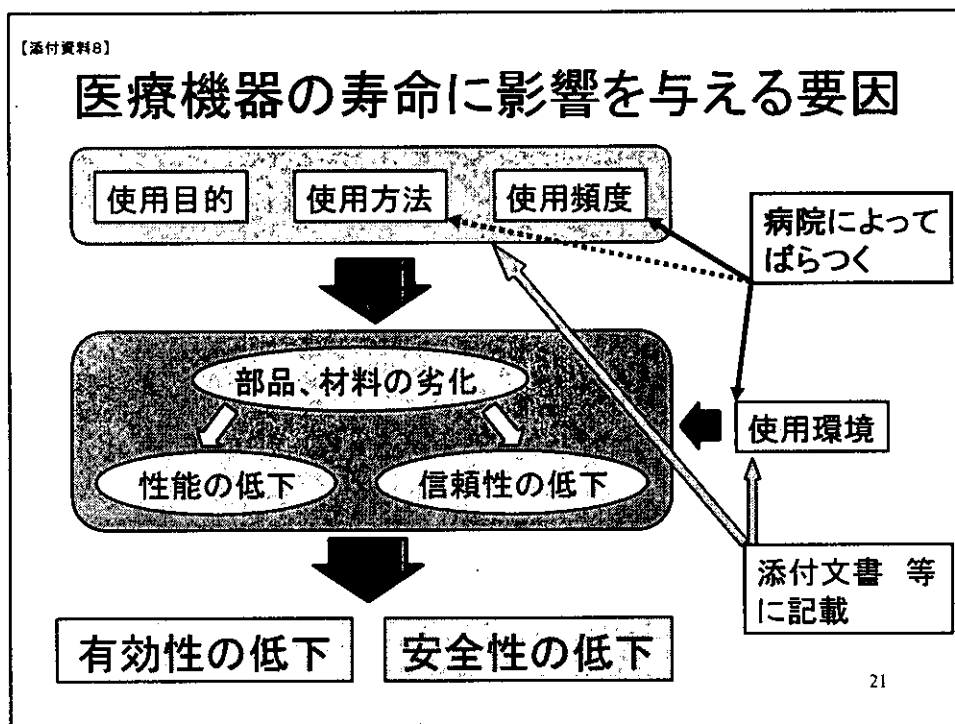 【添付資料8】
医療機器の寿命に影響を与える要因
使用目的
使用方法
使用頻度
病院によって
ばらつく
部品、材料の劣化
使用環境
性能の低下
信頼性の低下
添付文書 等
に記載
有効性の低下
安全性の低下
21